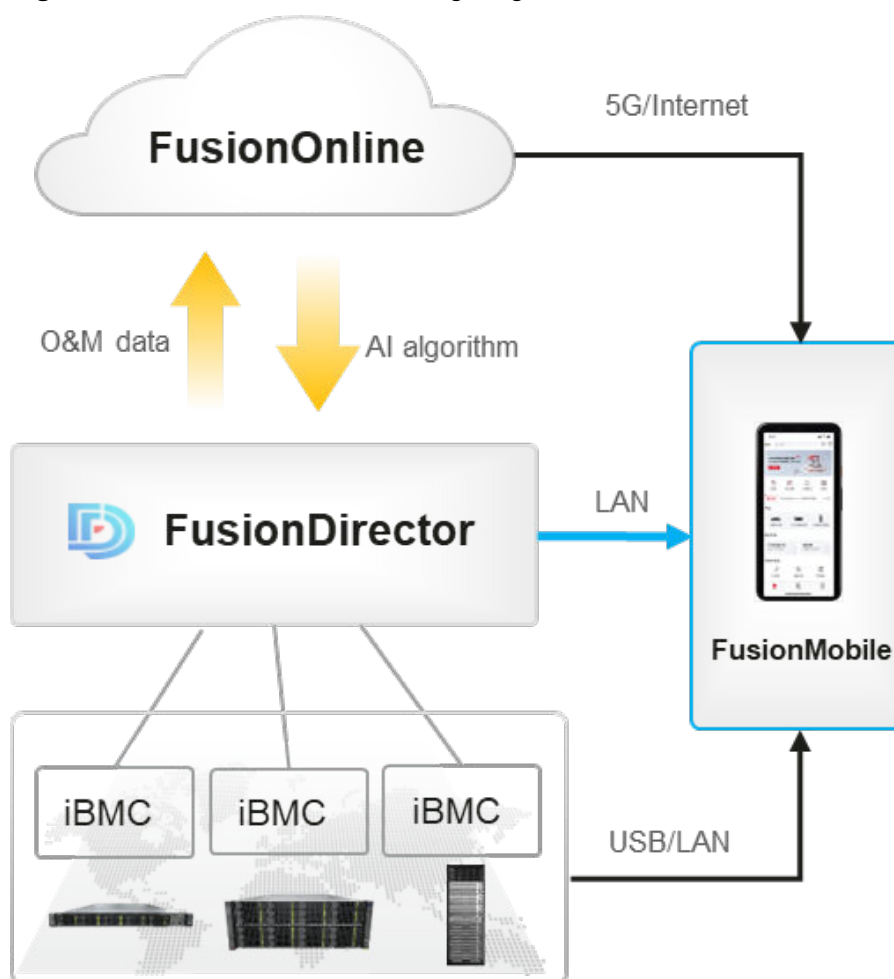 FusionOnline
5G/Internet
O&M data
AI algorithm
FusionDirector
LAN
FusionMobile
iBMC
iBMC
iBMC
USB/LAN